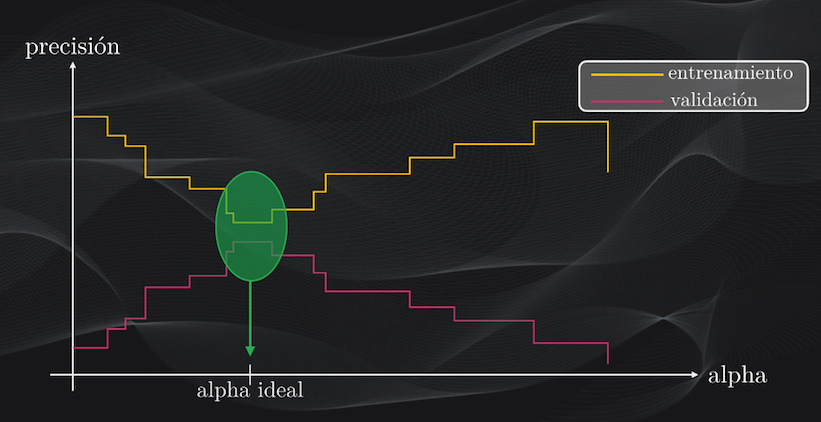 precisión
entrenamiento
validación
alpha
alpha ideal